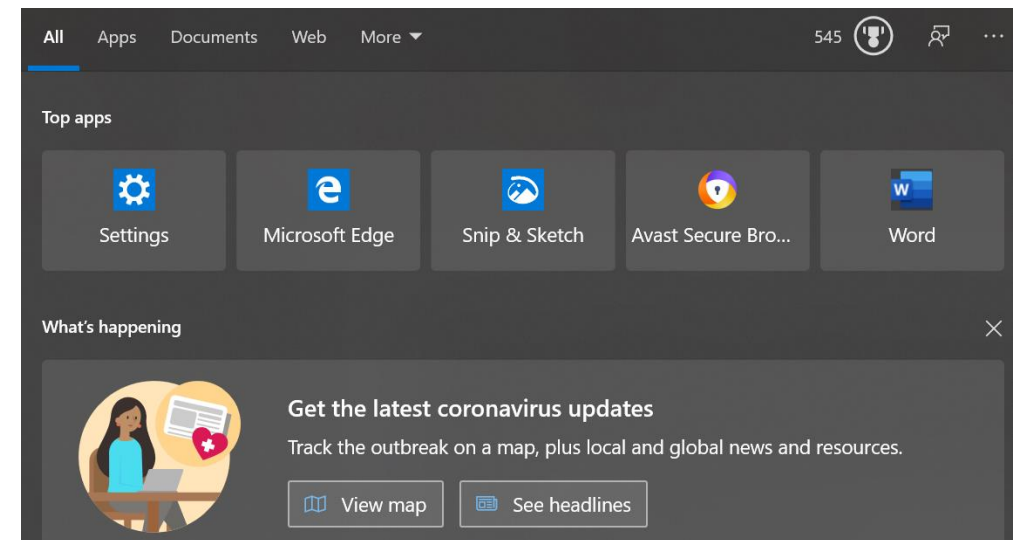 All Apps Documents Web More 545
Top apps
Settings Microsoft Edge Snip & Sketch Avast Secure Bro... W Word
What's happening
Get the latest coronavirus updates
Track the outbreak on a map, plus local and global news and resources.
View map See headlines